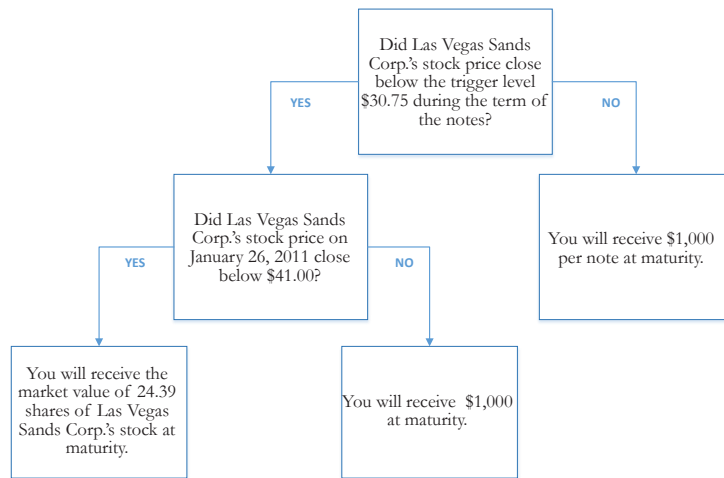 Did Las Vegas Sands
Corp.'s stock price close
below the trigger level
$30.75 during the term of
the notes?
YES
NO
Did Las Vegas Sands
Corp.'s stock price on
January 26, 2011 close
below $41.00?
You will receive $1,000
per note at maturity.
YES
NO
You will receive the
market value of 24.39
shares of Las Vegas
Sands Corp.'s stock at
maturity.
You will receive $1,000
at maturity.